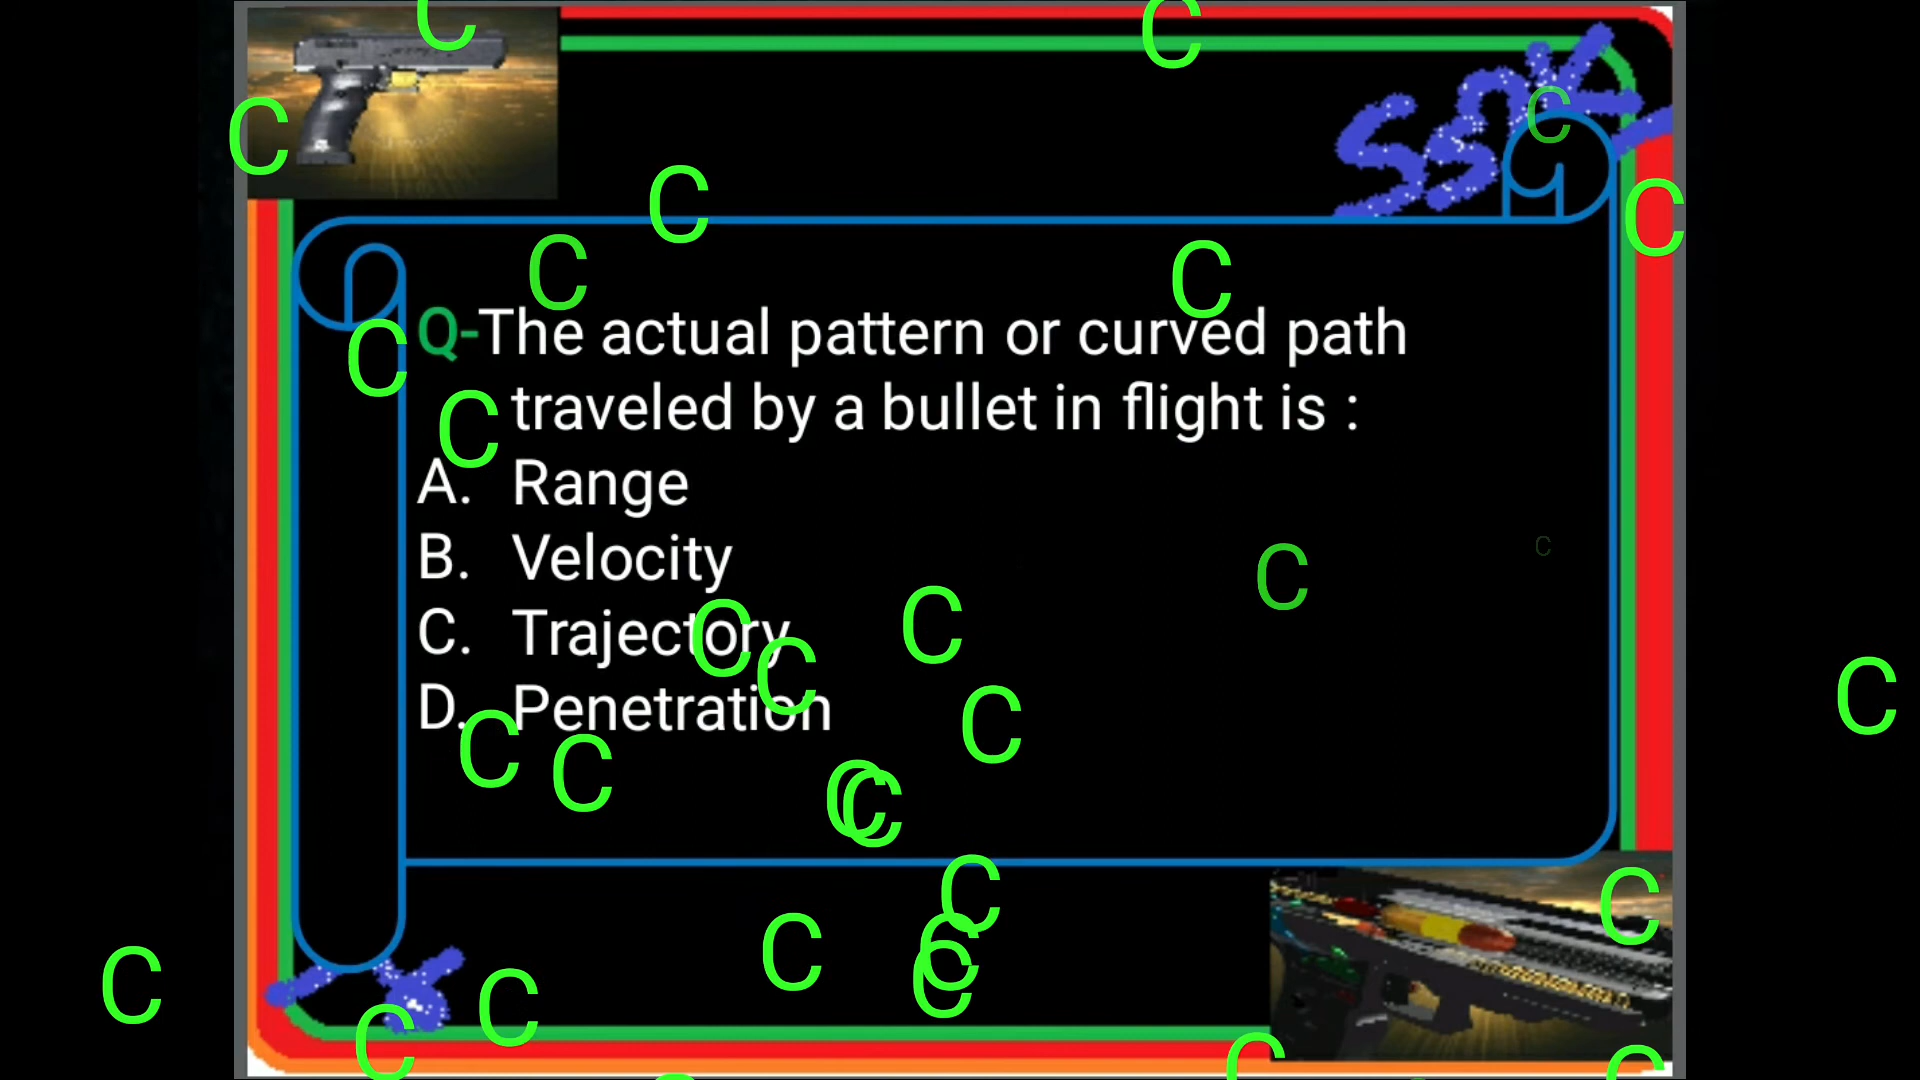 Q-The actual pattern or curved path
traveled by a bullet in flight is :
A. Range
B. Velocity
C. Trajectory
D. Penetration
C C C C C C C C C C C C C C C C C C C C C C C C C C C C C C